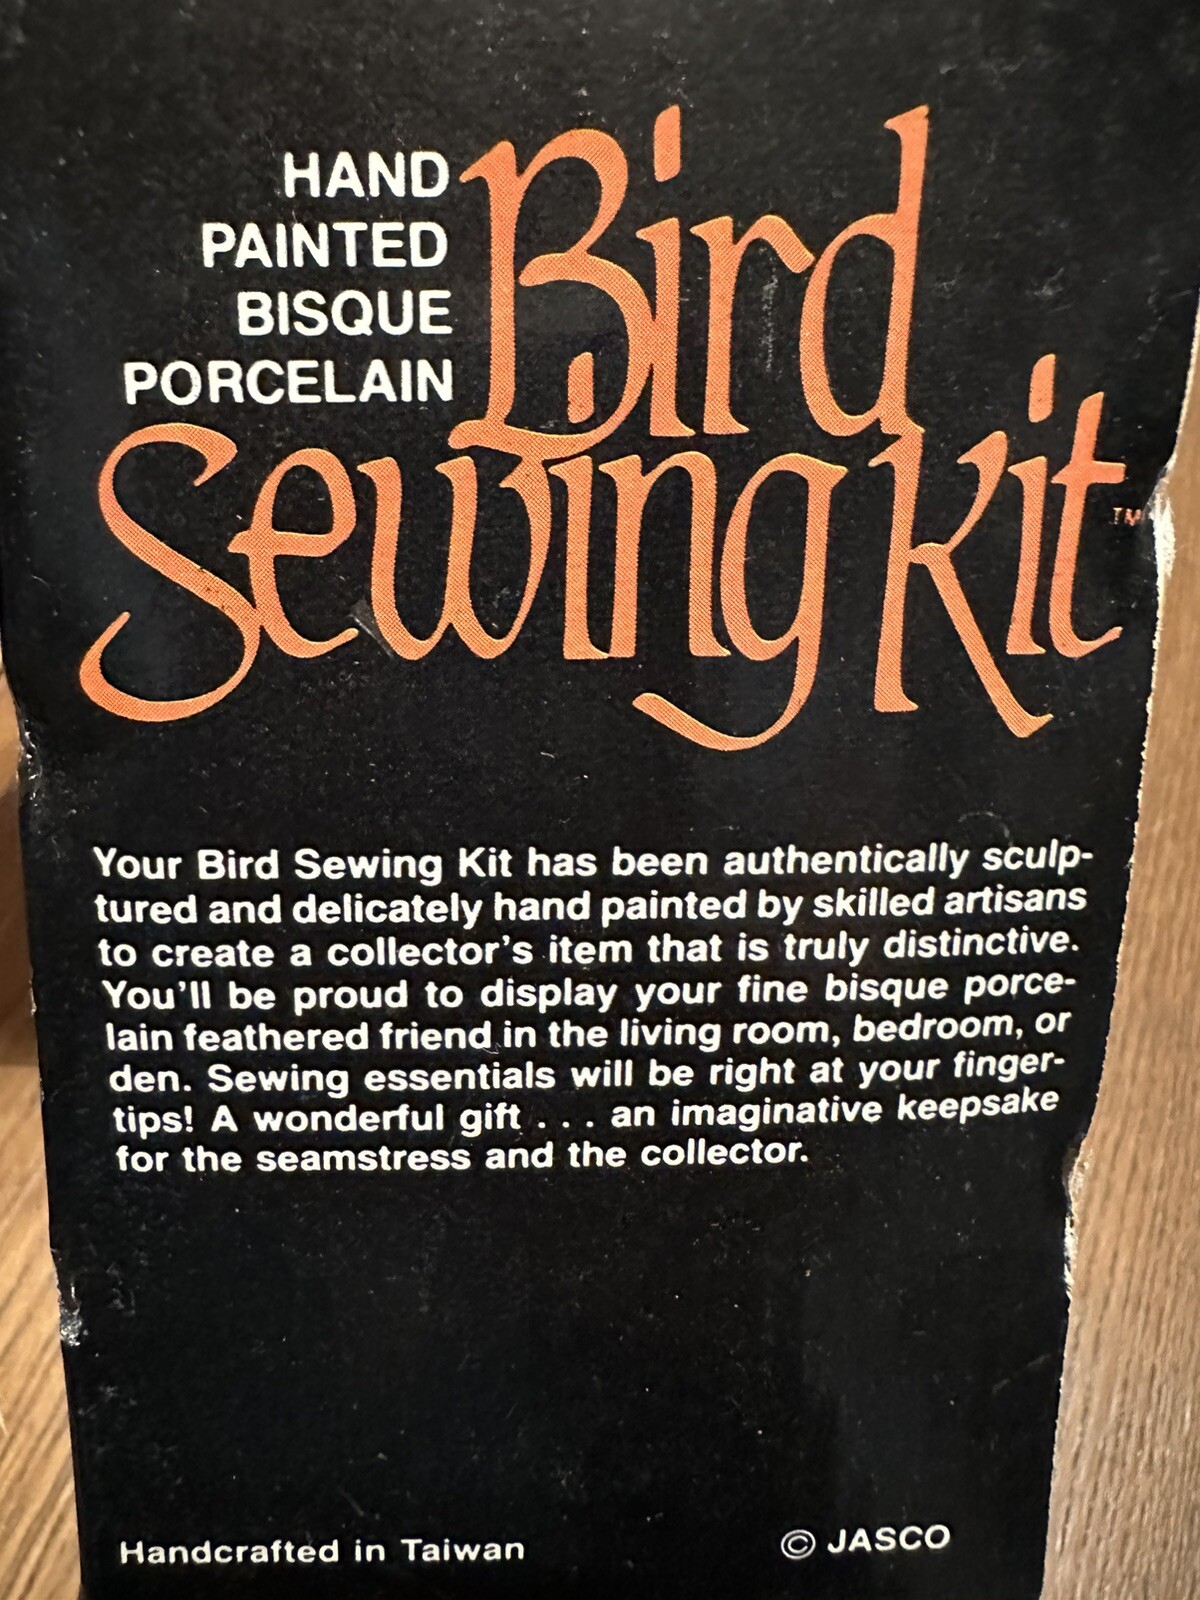 HAND
PAINTED
BISQUE
PORCELAIN
Bird
Sewing kit™
Your Bird Sewing Kit has been authentically sculp-
tured and delicately hand painted by skilled artisans
to create a collector's item that is truly distinctive.
You'll be proud to display your fine bisque porce-
lain feathered friend in the living room, bedroom, or
den. Sewing essentials will be right at your finger-
tips! A wonderful gift . . . an imaginative keepsake
for the seamstress and the collector.
Handcrafted in Taiwan
© JASCO